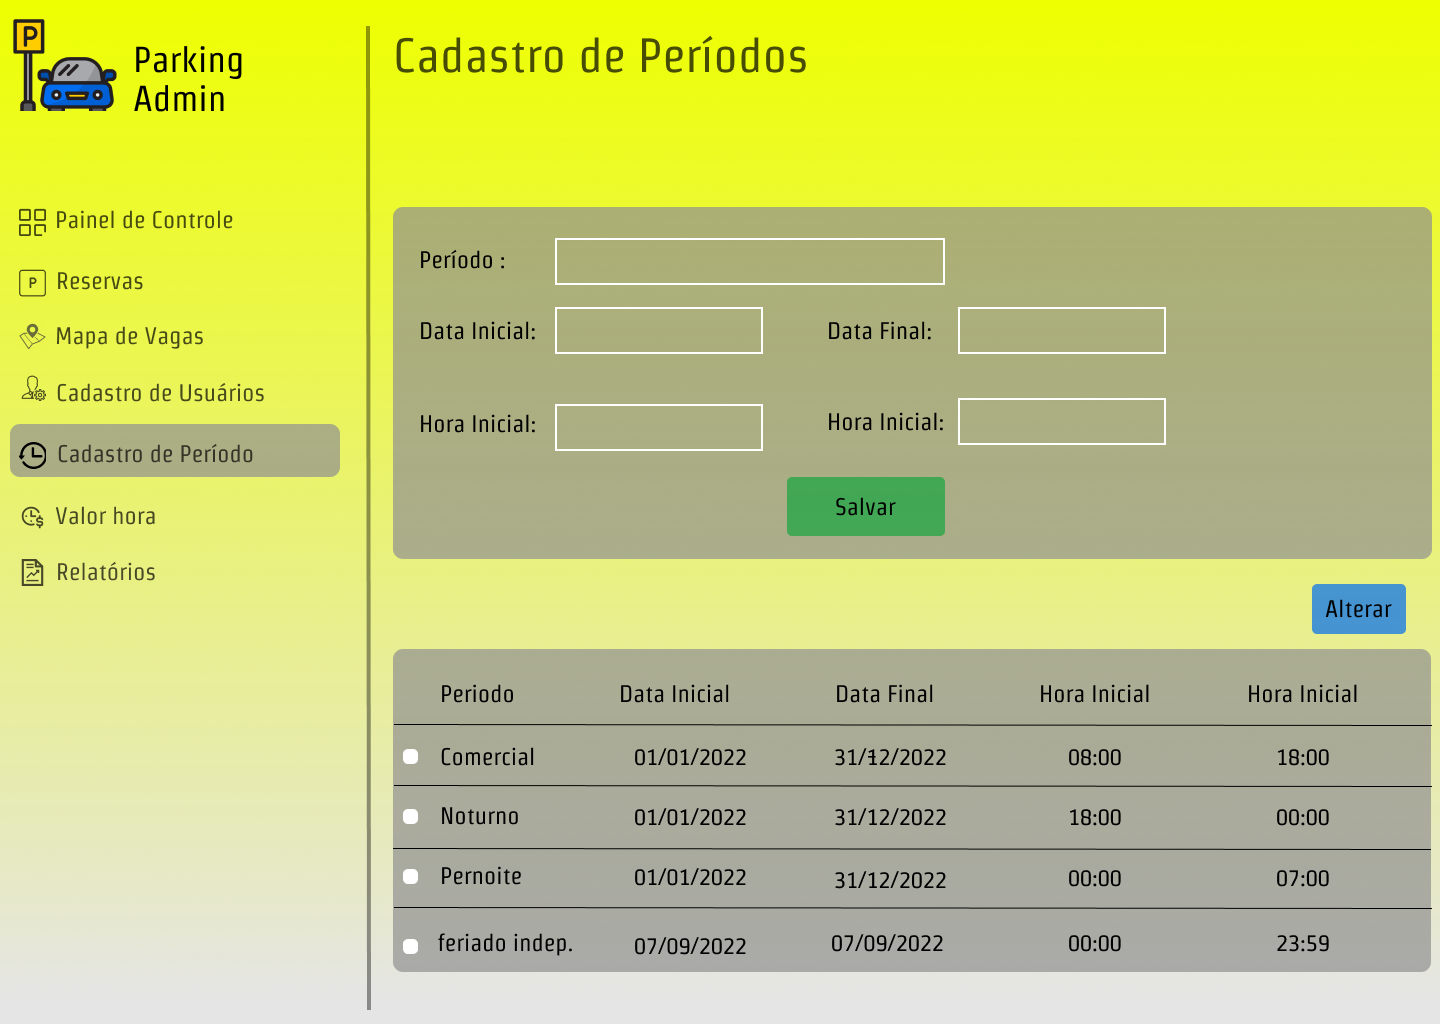 P
Parking
Admin
Cadastro de Períodos
Painel de Controle
P
Reservas
Mapa de Vagas
Cadastro de Usuários
Cadastro de Período
Valor hora
Relatórios
Período :
Data Inicial:
Data Final:
Hora Inicial:
Hora Inicial:
Salvar
Alterar
Periodo Data Inicial Data Final Hora Inicial Hora Inicial
Comercial 01/01/2022 31/12/2022 08:00 18:00
Noturno 01/01/2022 31/12/2022 18:00 00:00
Pernoite 01/01/2022 31/12/2022 00:00 07:00
feriado indep. 07/09/2022 07/09/2022 00:00 23:59